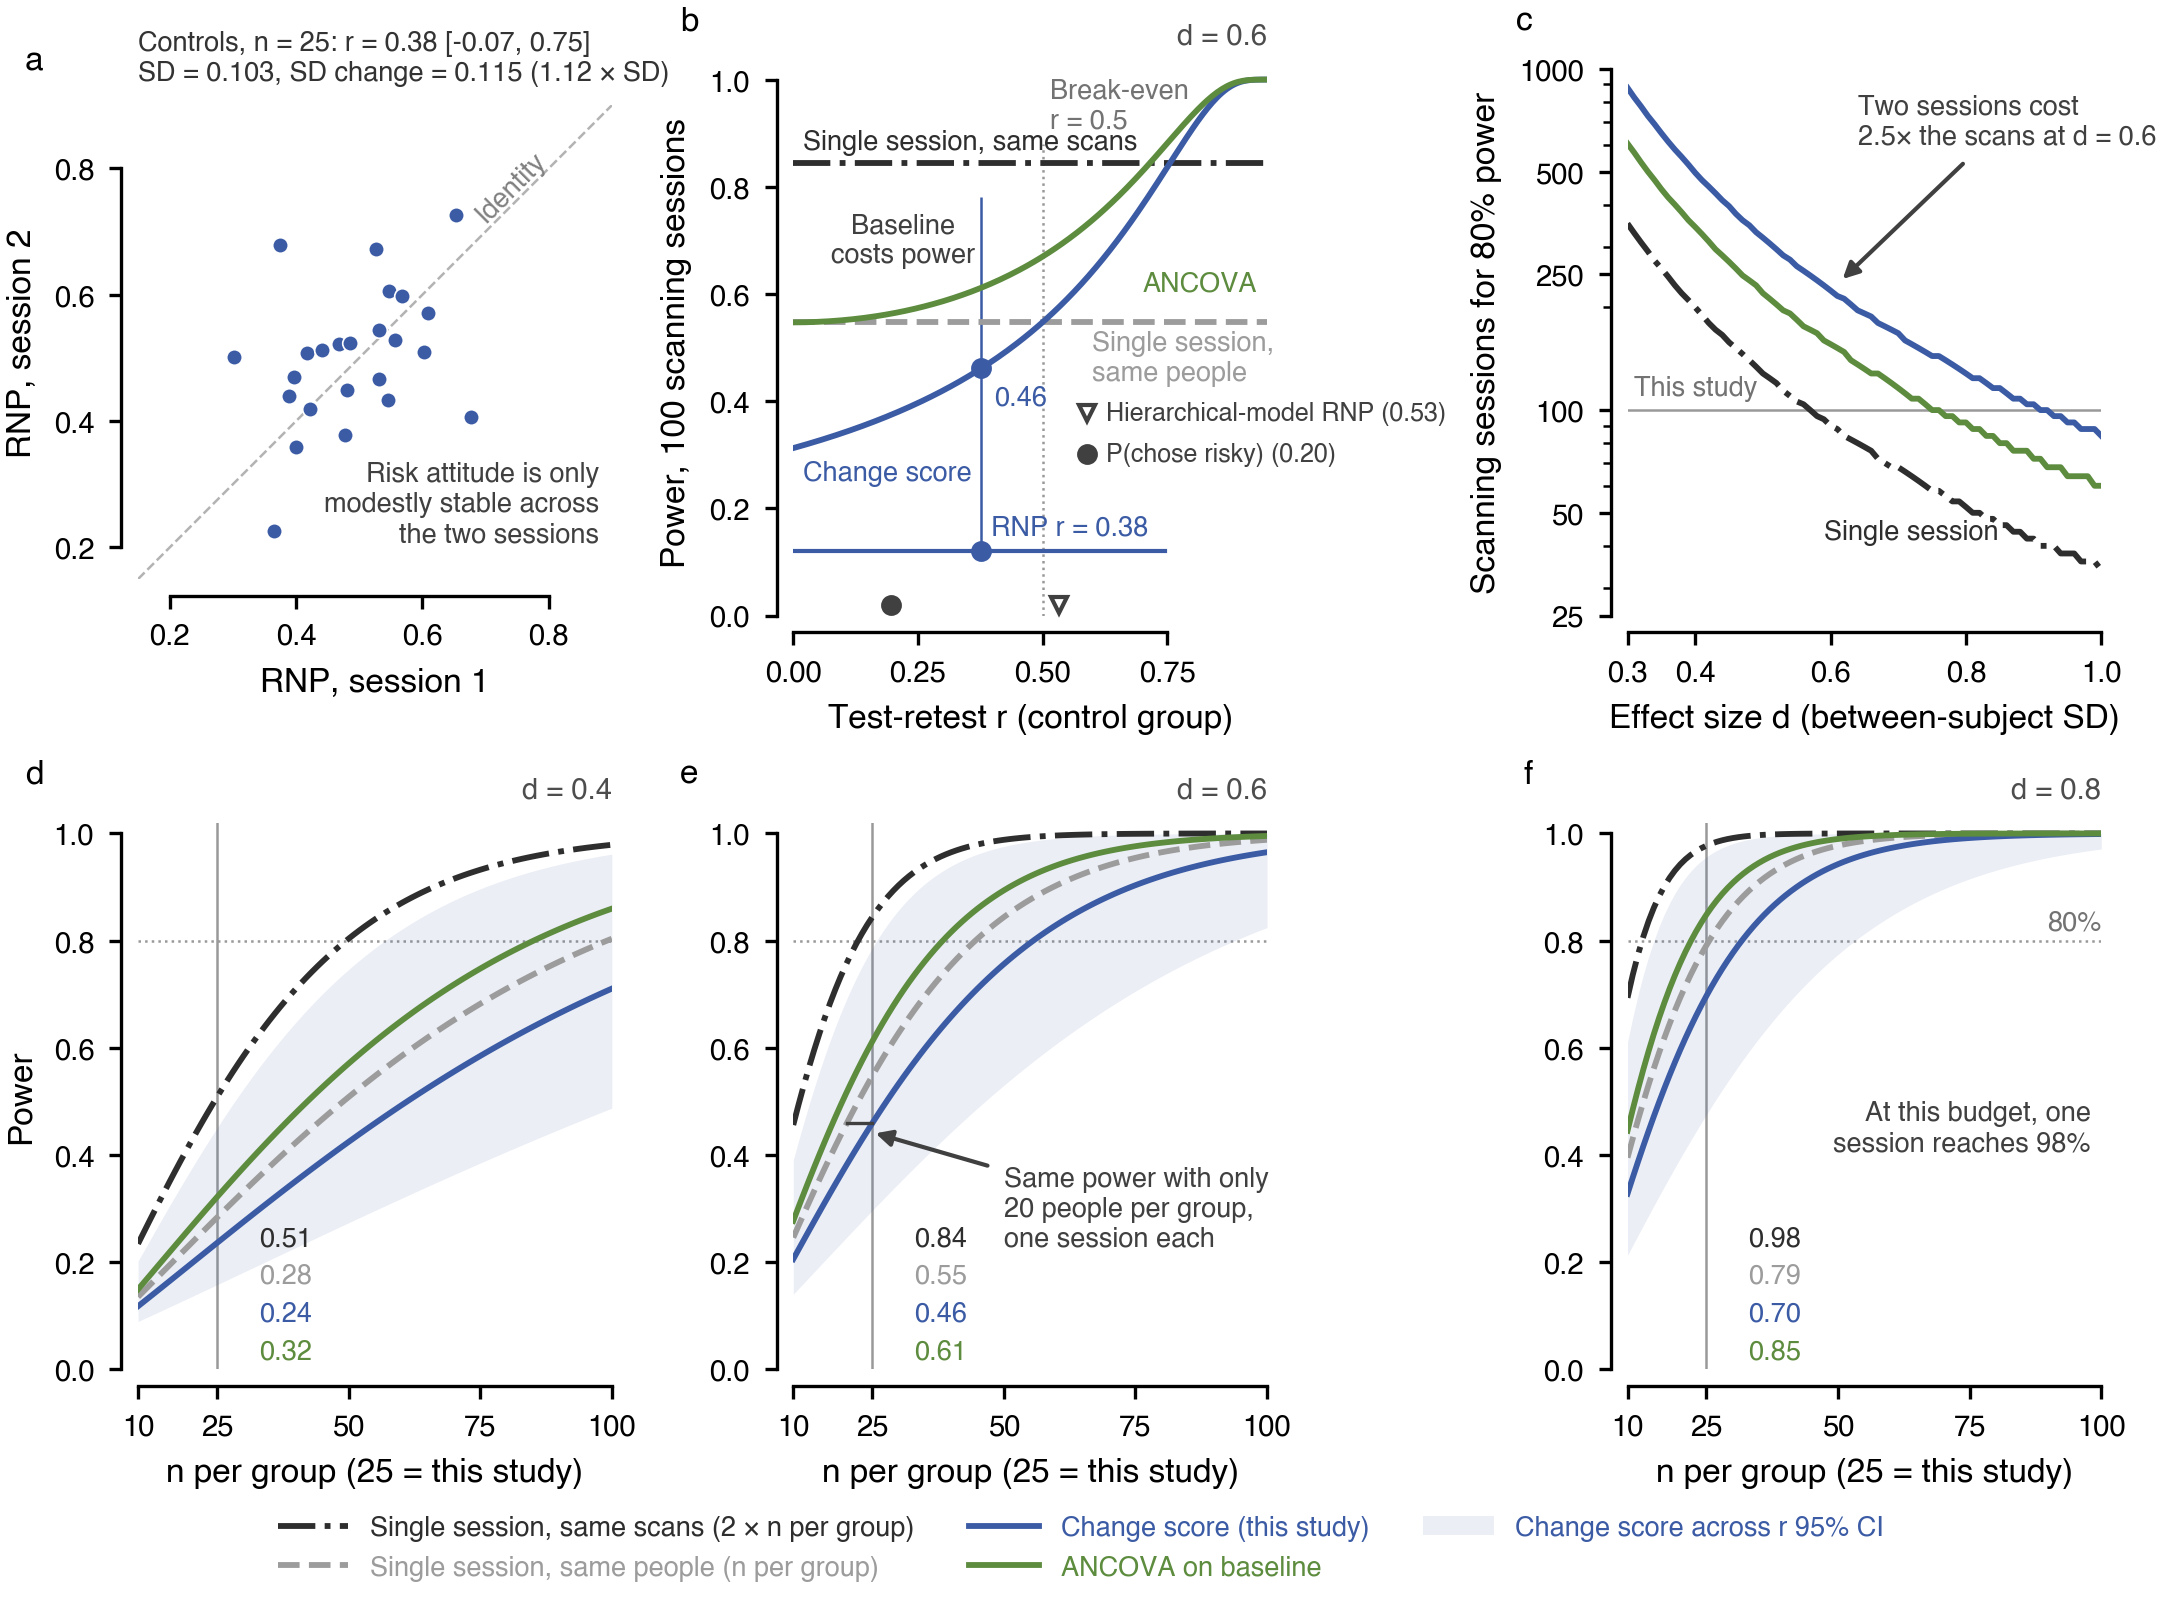 a
Controls, n = 25: r = 0.38 [-0.07, 0.75]
SD = 0.103, SD change = 0.115 (1.12 × SD)
Identity
Risk attitude is only
modestly stable across
the two sessions
RNP, session 2
0.8
0.6
0.4
0.2
0.2 0.4 0.6 0.8
RNP, session 1
b
d = 0.6
Break-even
r = 0.5
Single session, same scans
Baseline
costs power
ANCOVA
Single session,
same people
0.46
Hierarchical-model RNP (0.53)
P(chose risky) (0.20)
Change score
RNP r = 0.38
Power, 100 scanning sessions
1.0
0.8
0.6
0.4
0.2
0.0
0.00 0.25 0.50 0.75
Test-retest r (control group)
c
Two sessions cost
2.5× the scans at d = 0.6
This study
Single session
Scanning sessions for 80% power
1000
500
250
100
50
25
0.3 0.4 0.6 0.8 1.0
Effect size d (between-subject SD)
d
d = 0.4
Power
1.0
0.8
0.6
0.4
0.2
0.0
0.51
0.28
0.24
0.32
10 25 50 75 100
n per group (25 = this study)
e
d = 0.6
1.0
0.8
0.6
0.4
0.2
0.0
Same power with only
20 people per group,
one session each
0.84
0.55
0.46
0.61
10 25 50 75 100
n per group (25 = this study)
f
d = 0.8
1.0
0.8
0.6
0.4
0.2
0.0
80%
At this budget, one
session reaches 98%
0.98
0.79
0.70
0.85
10 25 50 75 100
n per group (25 = this study)
Single session, same scans (2 × n per group)
Single session, same people (n per group)
Change score (this study)
ANCOVA on baseline
Change score across r 95% CI